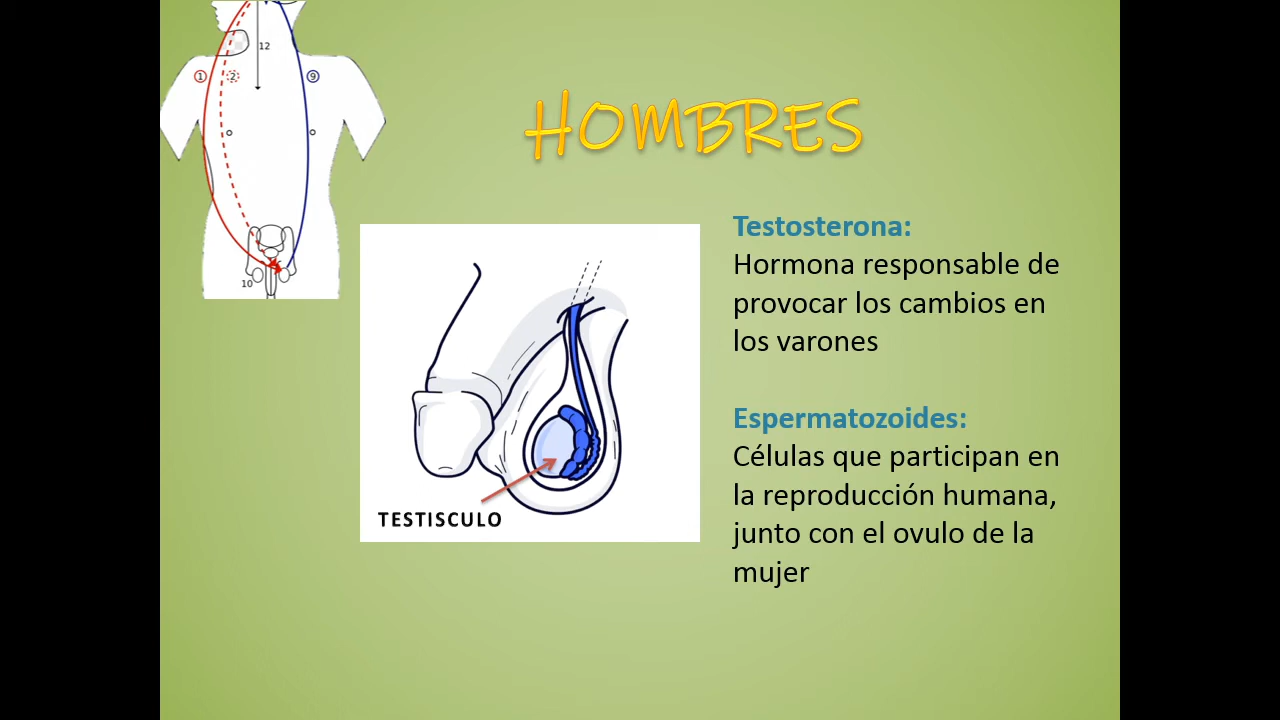 12
1 2 9
10
HOMBRES
TESTISCULO
Testosterona:
Hormona responsable de
provocar los cambios en
los varones
Espermatozoides:
Células que participan en
la reproducción humana,
junto con el ovulo de la
mujer